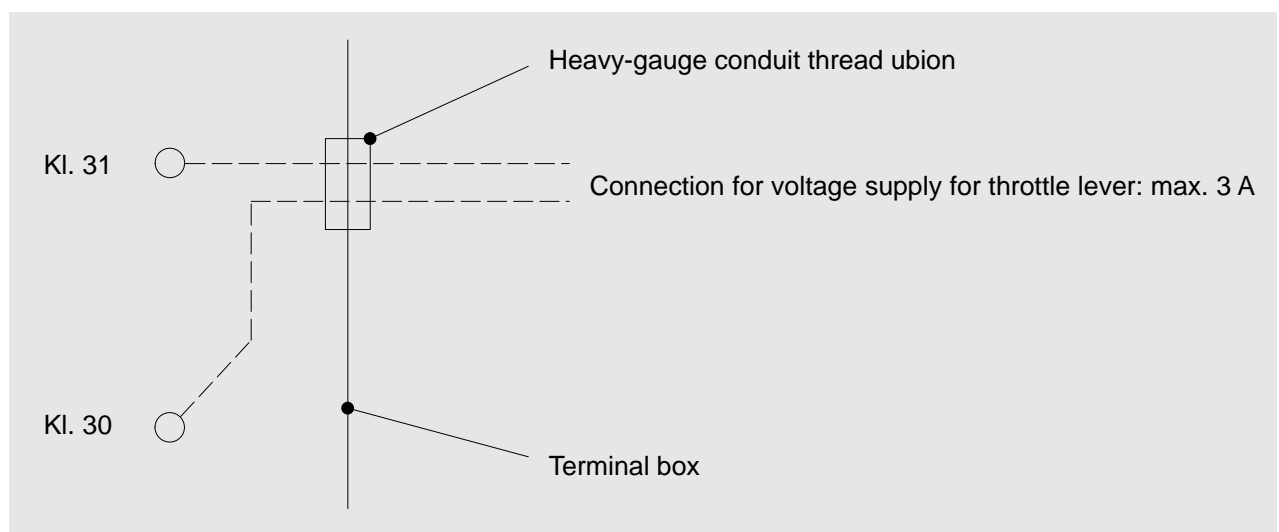 Heavy-gauge conduit thread ubion
Kl. 31
Connection for voltage supply for throttle lever: max. 3 A
Kl. 30
Terminal box